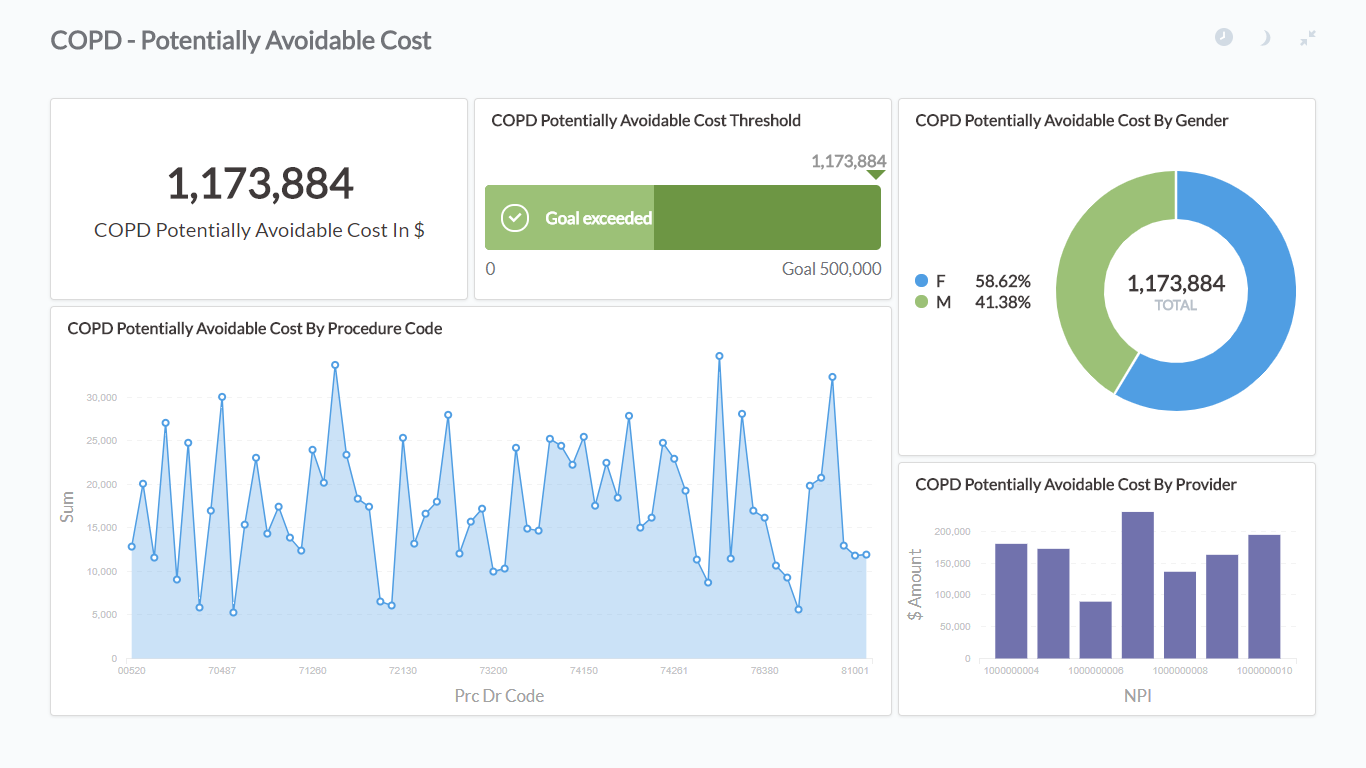 COPD - Potentially Avoidable Cost
1,173,884
COPD Potentially Avoidable Cost In $
COPD Potentially Avoidable Cost Threshold
1,173,884
Goal exceeded
0
Goal 500,000
COPD Potentially Avoidable Cost By Gender
F 58.62%
M 41.38%
1,173,884
TOTAL
COPD Potentially Avoidable Cost By Procedure Code
Sum
30,000
25,000
20,000
15,000
10,000
5,000
0
00520 70487 71260 72130 73200 74150 74261 76380 81001
Prc Dr Code
COPD Potentially Avoidable Cost By Provider
$ Amount
200,000
150,000
100,000
50,000
0
1000000004 1000000006 1000000008 1000000010
NPI